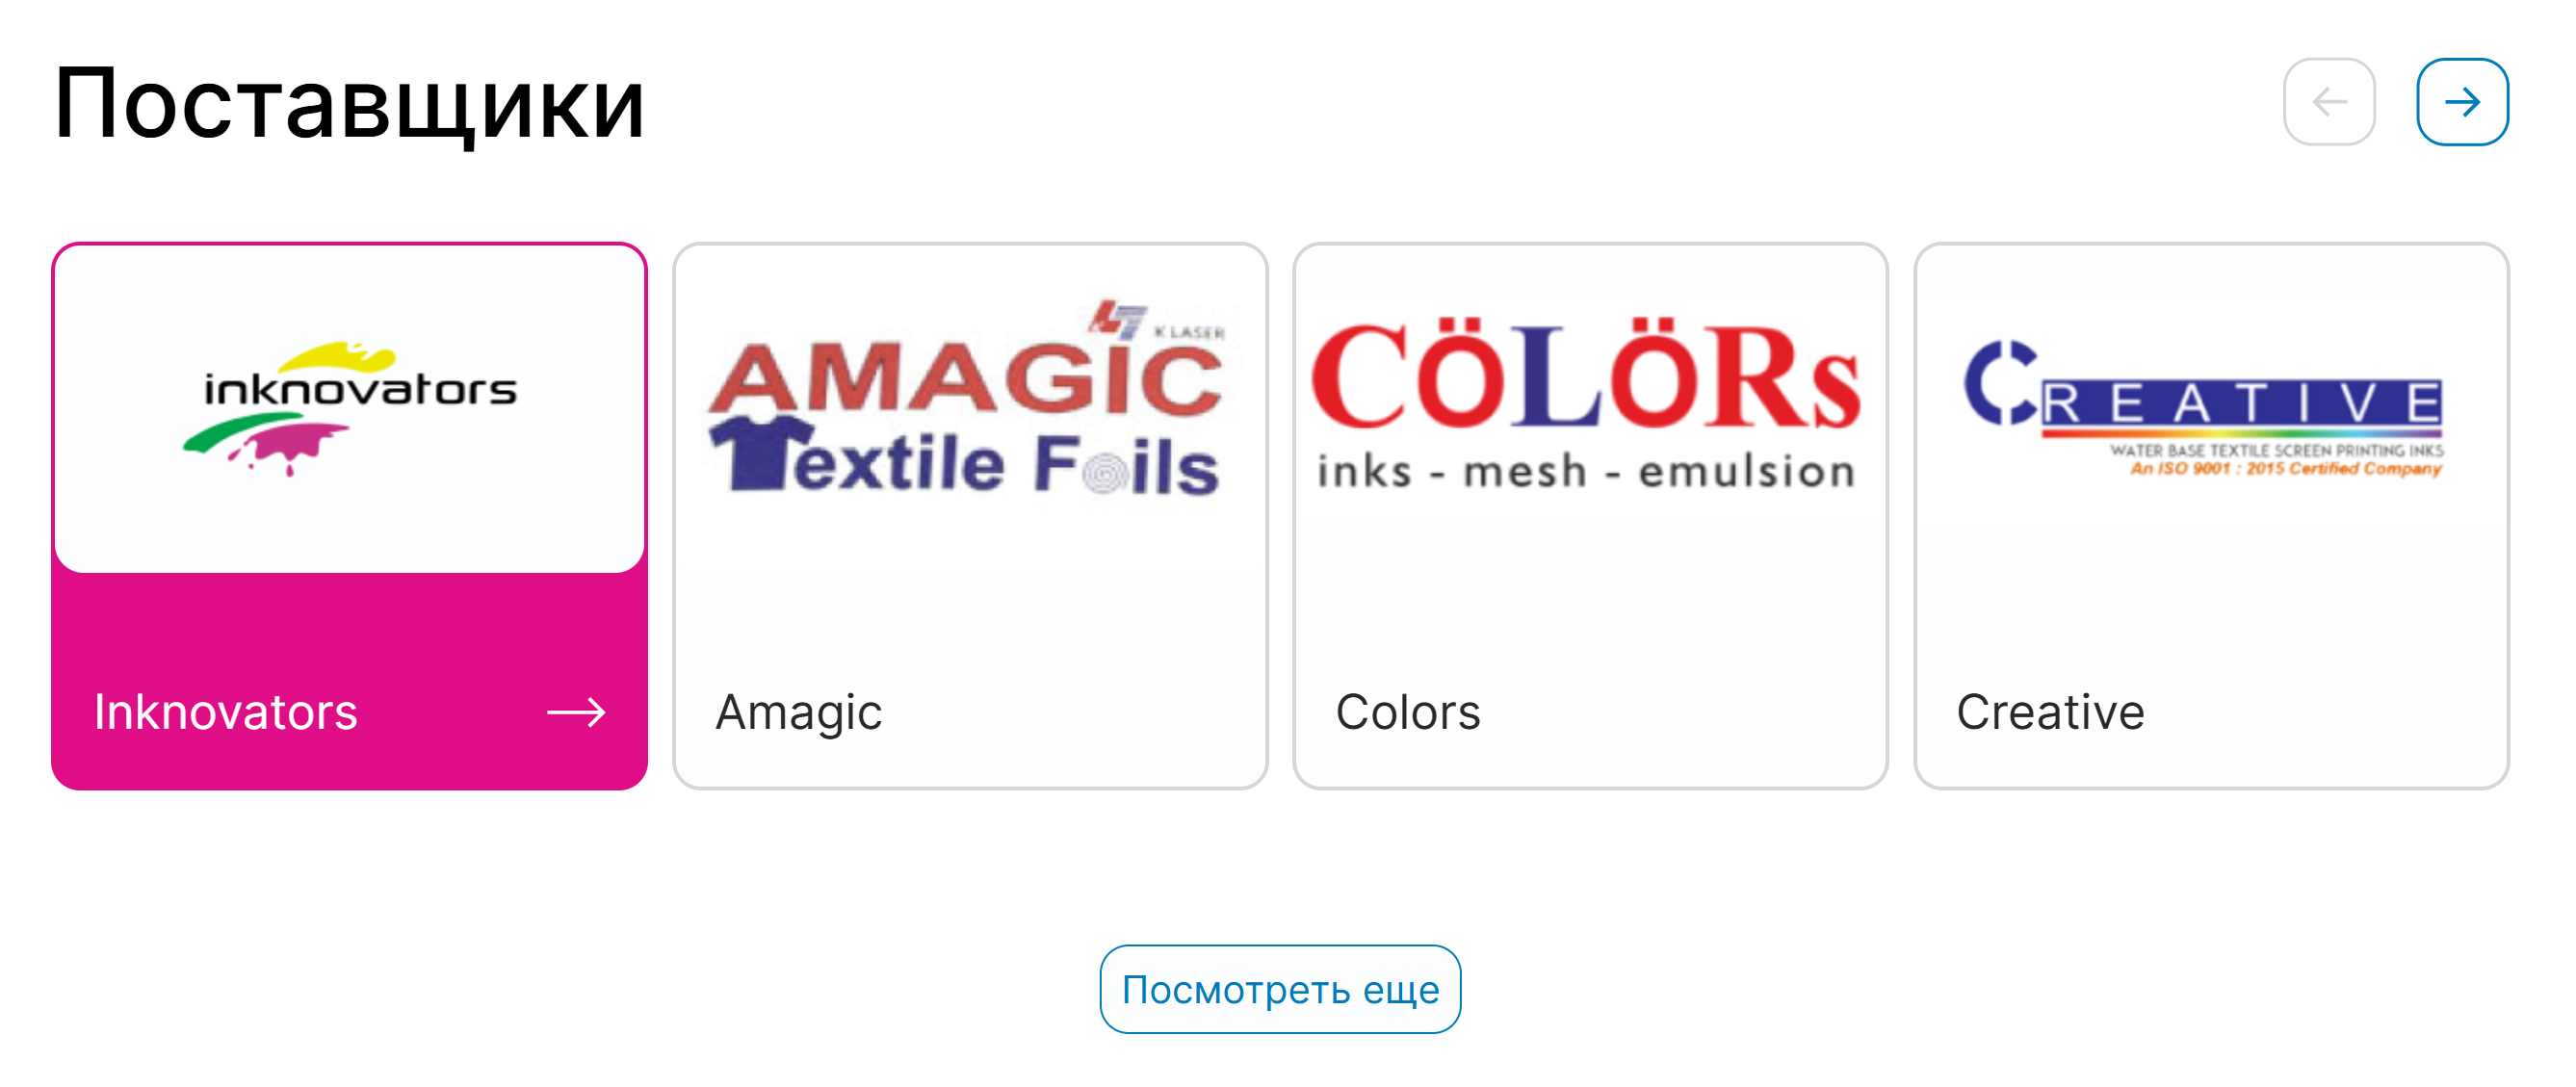 Поставщики
inknovators
Inknovators
K LASER
AMAGIC
Textile Foils
Amagic
CÖLÖRs
inks - mesh - emulsion
Colors
CREATIVE
WATER BASE TEXTILE SCREEN PRINTING INKS
An ISO 9001 : 2015 Certified Company
Creative
Посмотреть еще